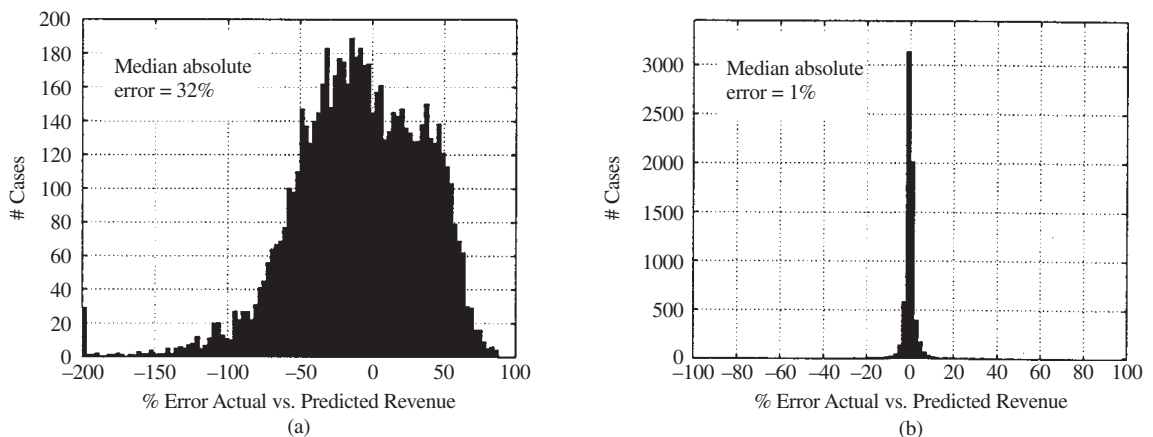 200
180
160
140
120
100
80
60
40
20
0
# Cases
Median absolute
error = 32%
–200 –150 –100 –50 0 50 100
% Error Actual vs. Predicted Revenue
(a)
3000
2500
2000
1500
1000
500
0
# Cases
Median absolute
error = 1%
–100 –80 –60 –40 –20 0 20 40 60 80 100
% Error Actual vs. Predicted Revenue
(b)